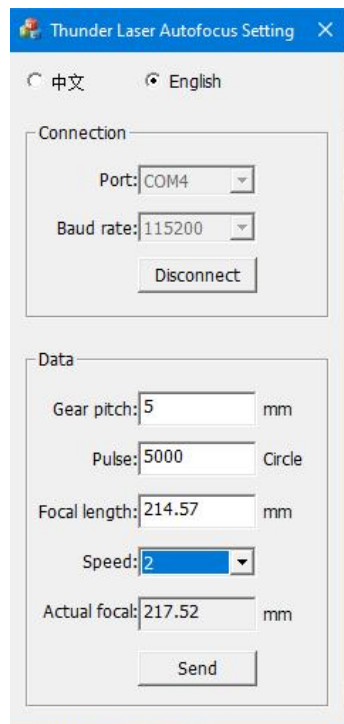 Thunder Laser Autofocus Setting
中文 English
Connection
Port: COM4
Baud rate: 115200
Disconnect
Data
Gear pitch: 5 mm
Pulse: 5000 Circle
Focal length: 214.57 mm
Speed: 2
Actual focal: 217.52 mm
Send